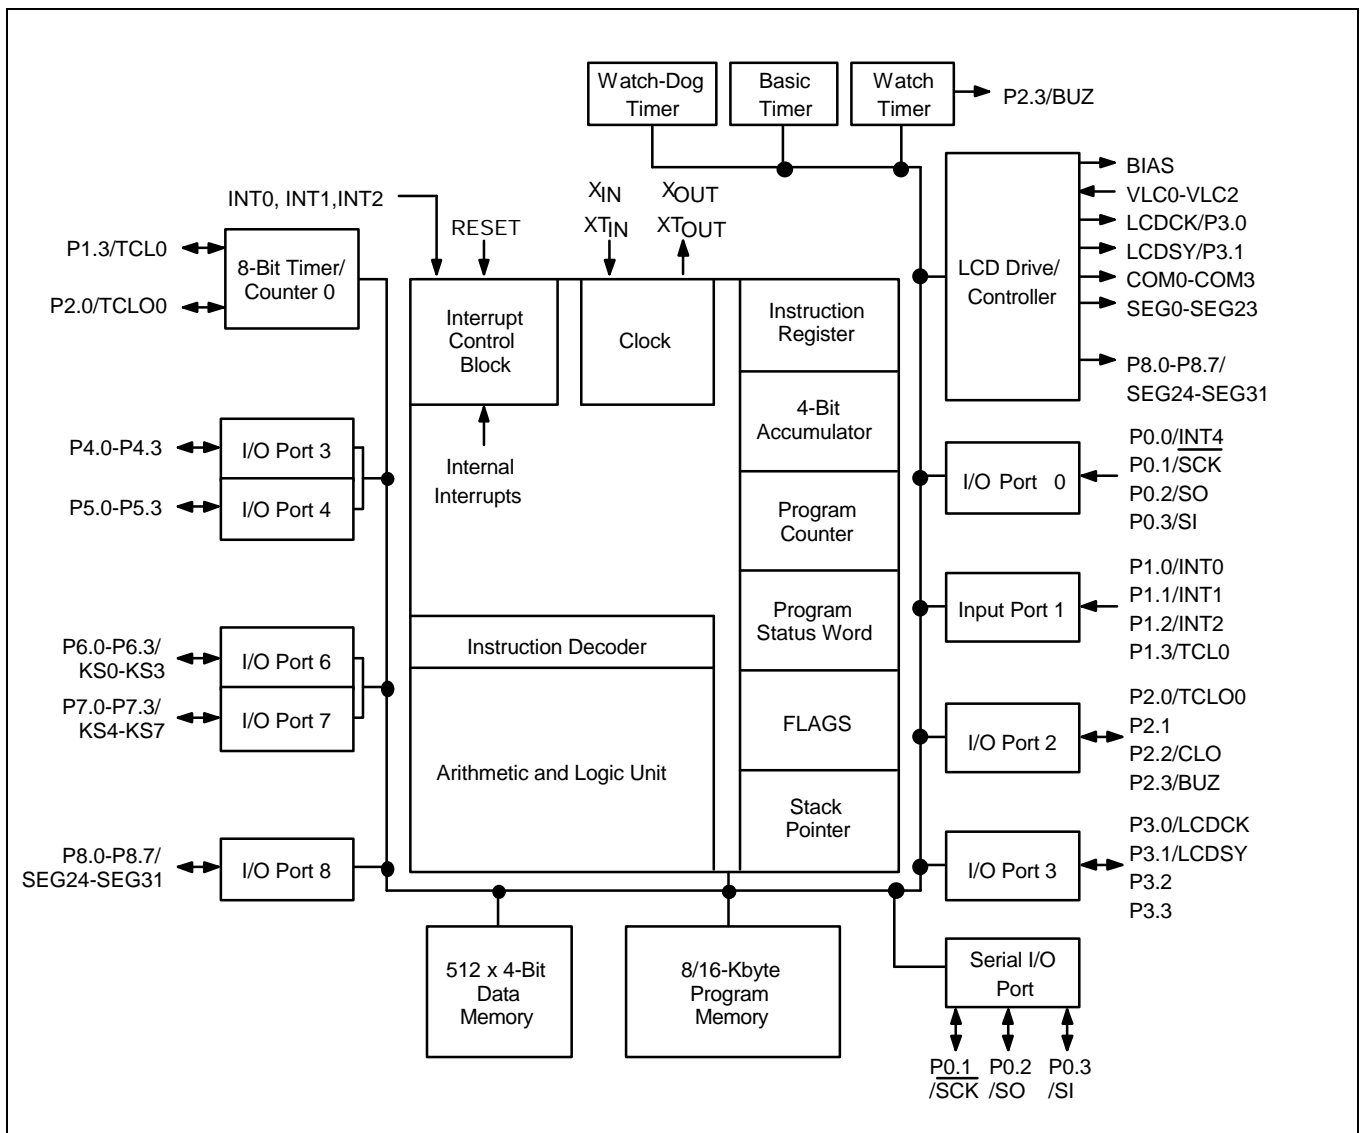 Watch-Dog
Timer
Basic
Timer
Watch
Timer
P2.3/BUZ
INT0, INT1,INT2
RESET
XIN
XTIN
XOUT
XTOUT
P1.3/TCL0
P2.0/TCLO0
8-Bit Timer/
Counter 0
Interrupt
Control
Block
Clock
Instruction
Register
LCD Drive/
Controller
BIAS
VLC0-VLC2
LCDCK/P3.0
LCDSY/P3.1
COM0-COM3
SEG0-SEG23
P8.0-P8.7/
SEG24-SEG31
P4.0-P4.3
I/O Port 3
P5.0-P5.3
I/O Port 4
Internal
Interrupts
4-Bit
Accumulator
I/O Port 0
P0.0/INT4
P0.1/SCK
P0.2/SO
P0.3/SI
Program
Counter
Input Port 1
P1.0/INT0
P1.1/INT1
P1.2/INT2
P1.3/TCL0
P6.0-P6.3/
KS0-KS3
I/O Port 6
P7.0-P7.3/
KS4-KS7
I/O Port 7
Instruction Decoder
Program
Status Word
Arithmetic and Logic Unit
FLAGS
I/O Port 2
P2.0/TCLO0
P2.1
P2.2/CLO
P2.3/BUZ
P8.0-P8.7/
SEG24-SEG31
I/O Port 8
Stack
Pointer
I/O Port 3
P3.0/LCDCK
P3.1/LCDSY
P3.2
P3.3
512 x 4-Bit
Data
Memory
8/16-Kbyte
Program
Memory
Serial I/O
Port
P0.1
/SCK
P0.2
/SO
P0.3
/SI